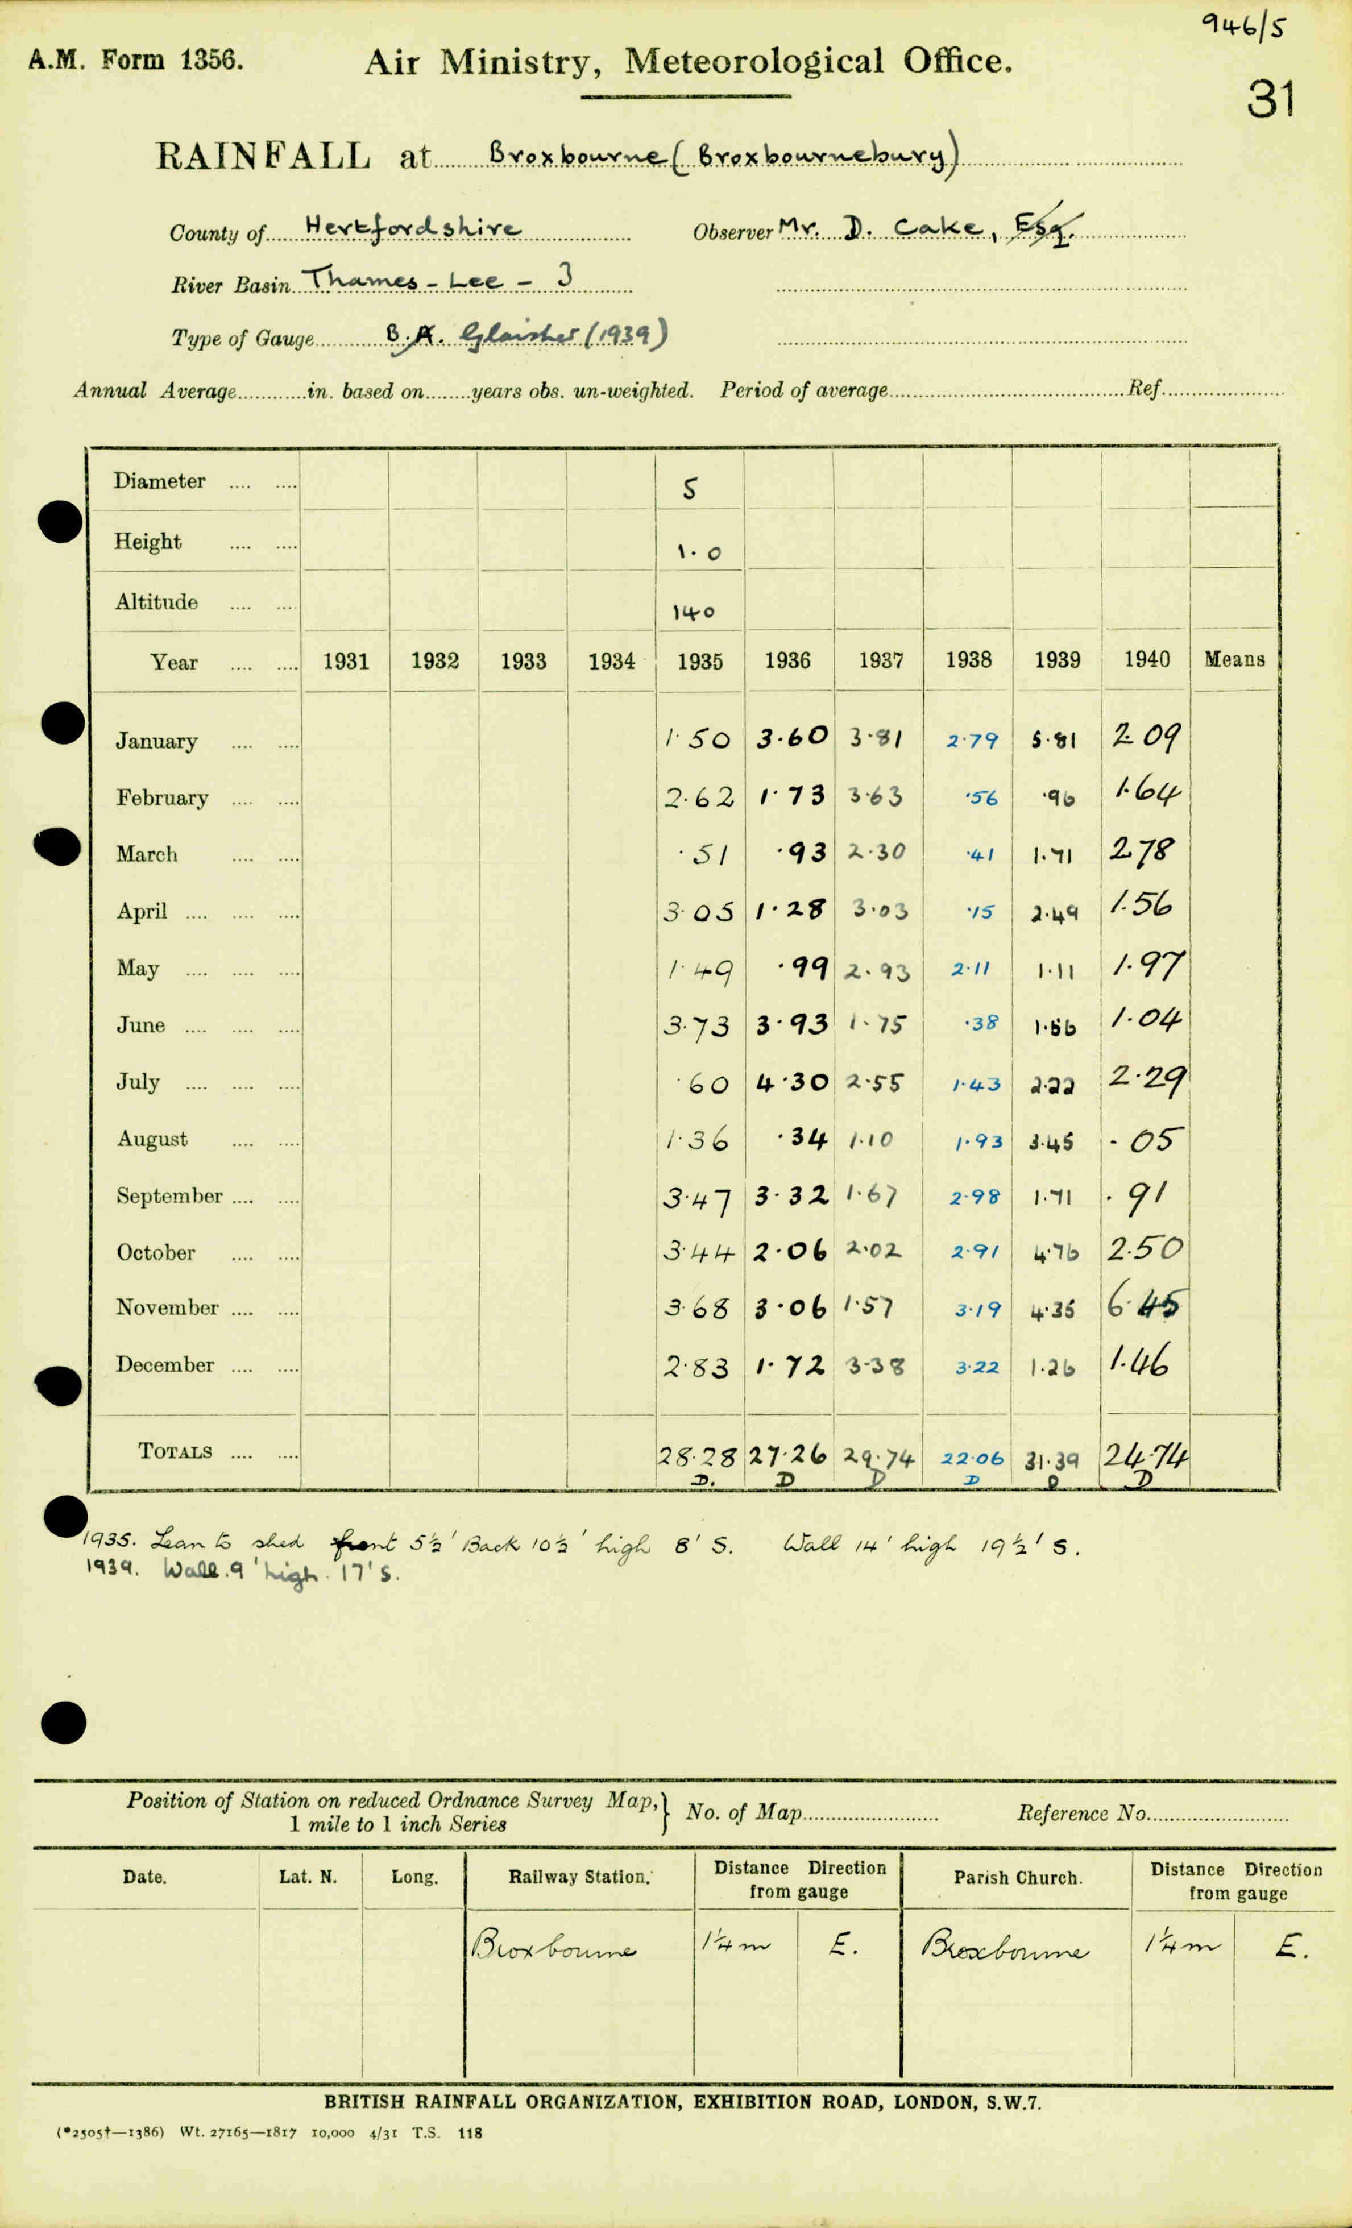 946/5
A.M. Form 1356. Air Ministry, Meteorological Office.
31
RAINFALL at Broxbourne (Broxbournebury)
County of Hertfordshire Observer Mr. D. Cake, Esq.
River Basin Thames - Lee - 3
Type of Gauge B.A. Glaisher (1939)
Annual Average in. based on years obs. un-weighted. Period of average Ref.
Diameter 5
Height 1.0
Altitude 140
Year 1931 1932 1933 1934 1935 1936 1937 1938 1939 1940 Means
January 1.50 3.60 3.81 2.79 5.81 2.09
February 2.62 1.73 3.63 .56 .96 1.64
March .51 .93 2.30 .41 1.71 2.78
April 3.05 1.28 3.03 .15 2.49 1.56
May 1.49 .99 2.93 2.11 1.11 1.97
June 3.73 3.93 1.75 .38 1.56 1.04
July .60 4.30 2.55 1.43 2.22 2.29
August 1.36 .34 1.10 1.93 3.45 .05
September 3.47 3.32 1.67 2.98 1.71 .91
October 3.44 2.06 2.02 2.91 4.76 2.50
November 3.68 3.06 1.57 3.19 4.35 6.45
December 2.83 1.72 3.38 3.22 1.26 1.46
TOTALS 28.28 27.26 29.74 22.06 31.39 24.74
D. D D D D D
1935. Lean to shed front 5½' Back 10½' high 8' S. Wall 14' high 19½' S.
1939. Wall 9' high. 17' S.
Position of Station on reduced Ordnance Survey Map, } No. of Map Reference No.
1 mile to 1 inch Series
Date. Lat. N. Long. Railway Station. Distance Direction from gauge Parish Church. Distance Direction from gauge
Broxbourne 1¼ m E. Broxbourne 1¼ m E.
BRITISH RAINFALL ORGANIZATION, EXHIBITION ROAD, LONDON, S.W.7.
(*2505†—1386) Wt. 27165—1817 10,000 4/31 T.S. 118